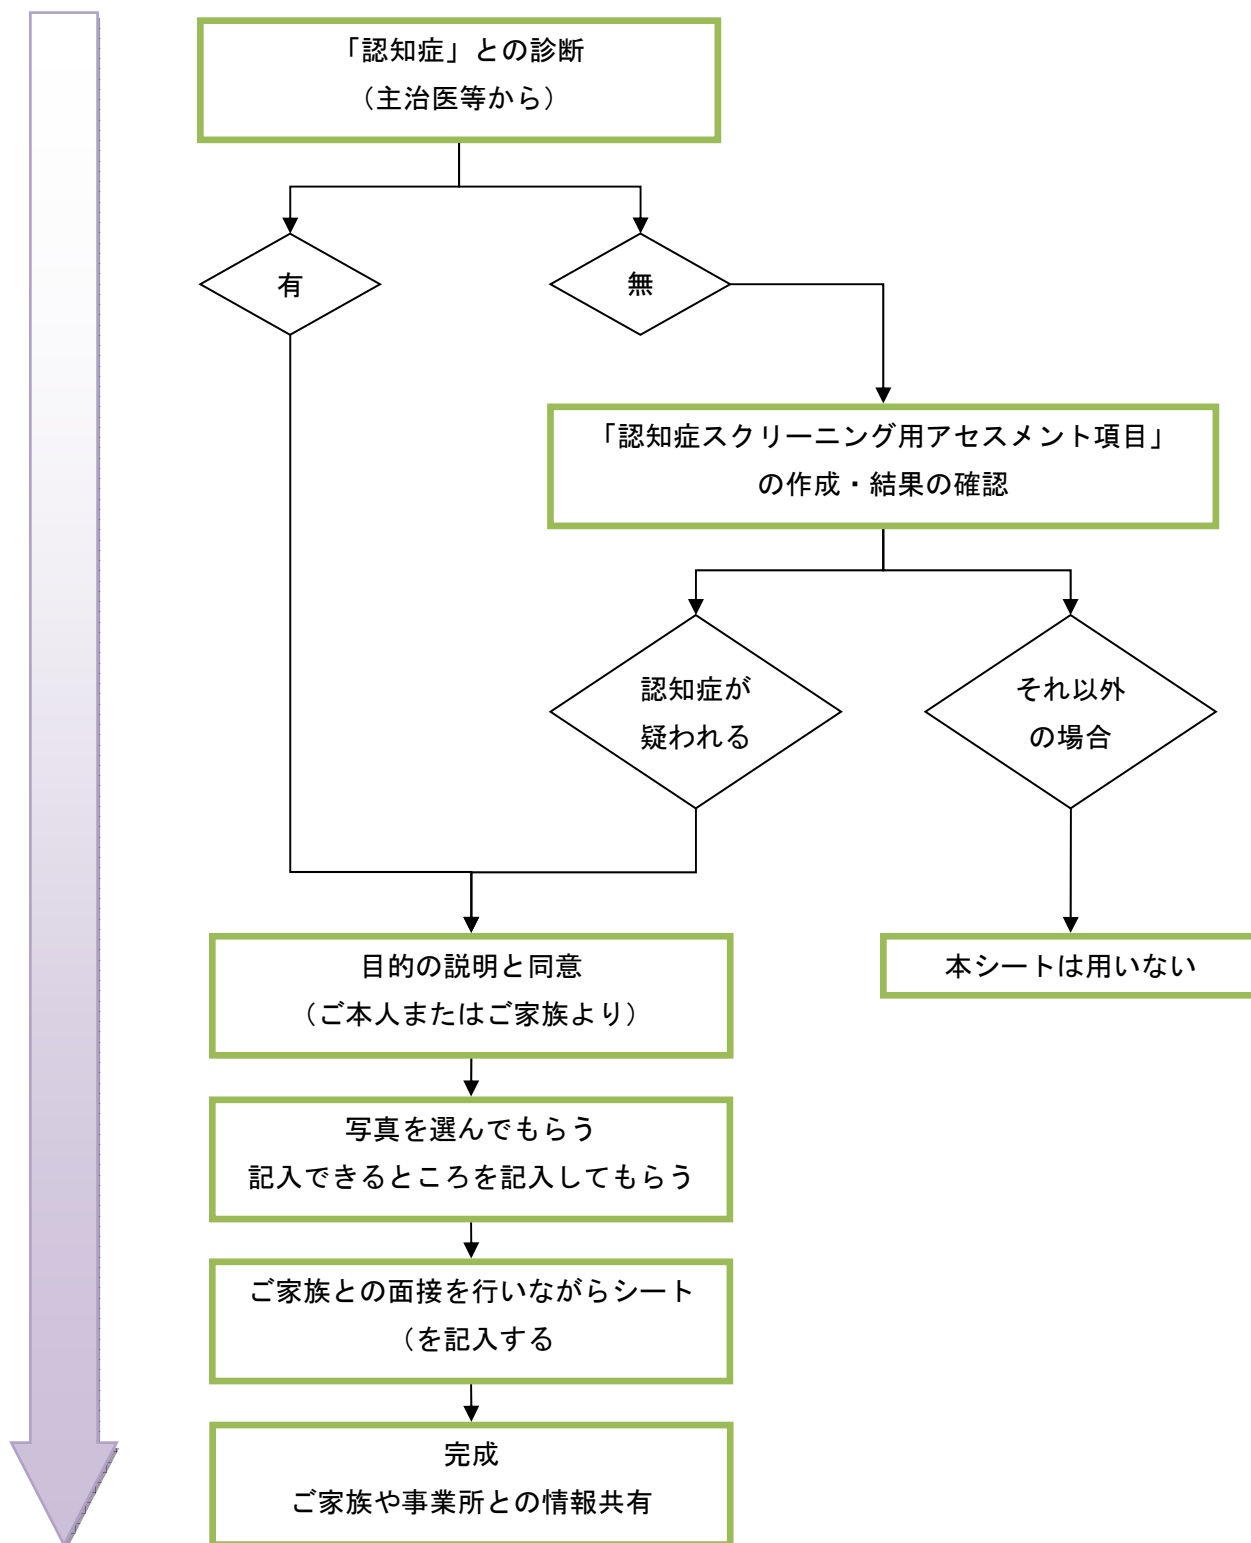 「認知症」との診断
（主治医等から）
有
無
「認知症スクリーニング用アセスメント項目」
の作成・結果の確認
認知症が
疑われる
それ以外
の場合
目的の説明と同意
（ご本人またはご家族より）
本シートは用いない
写真を選んでもらう
記入できるところを記入してもらう
ご家族との面接を行いながらシート
（を記入する
完成
ご家族や事業所との情報共有